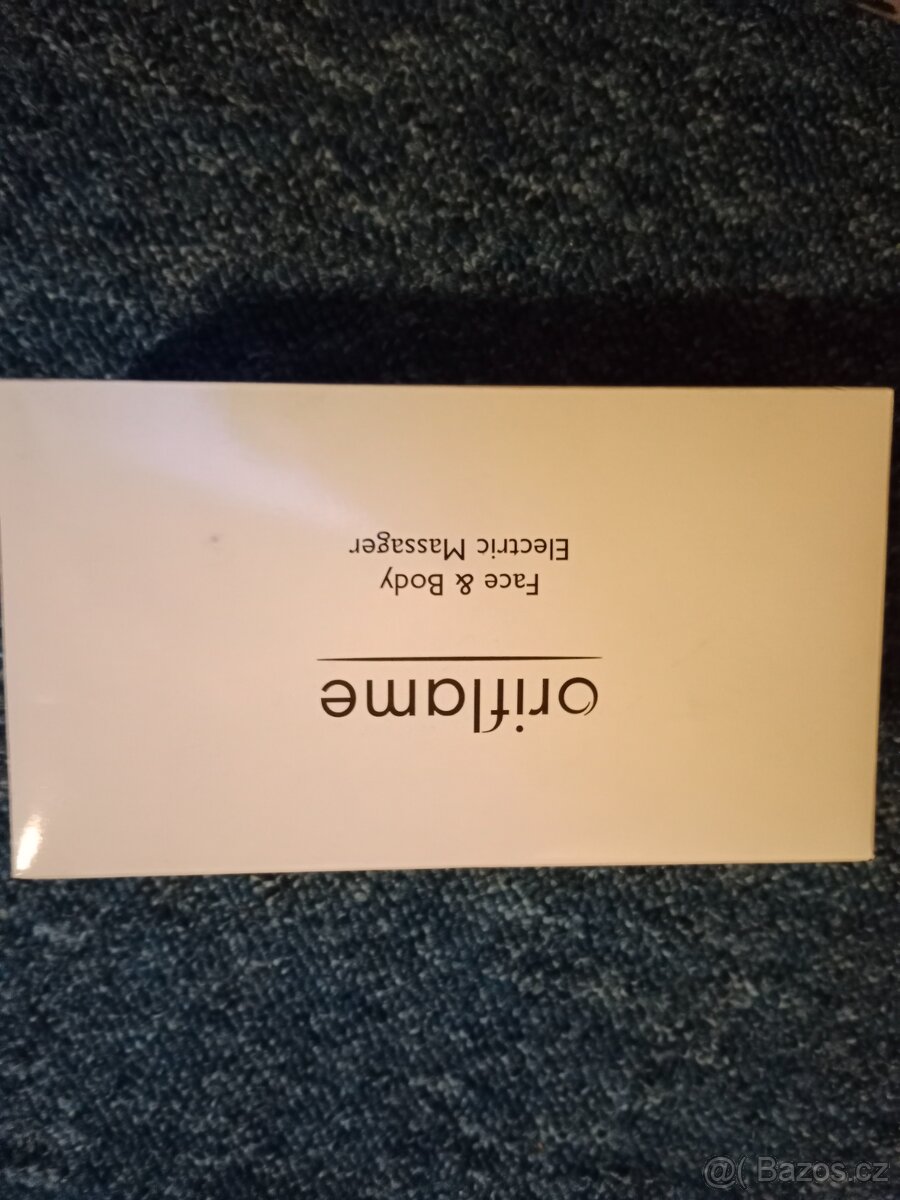 oriflame
Face & Body
Electric Massager
@( Bazos.cz